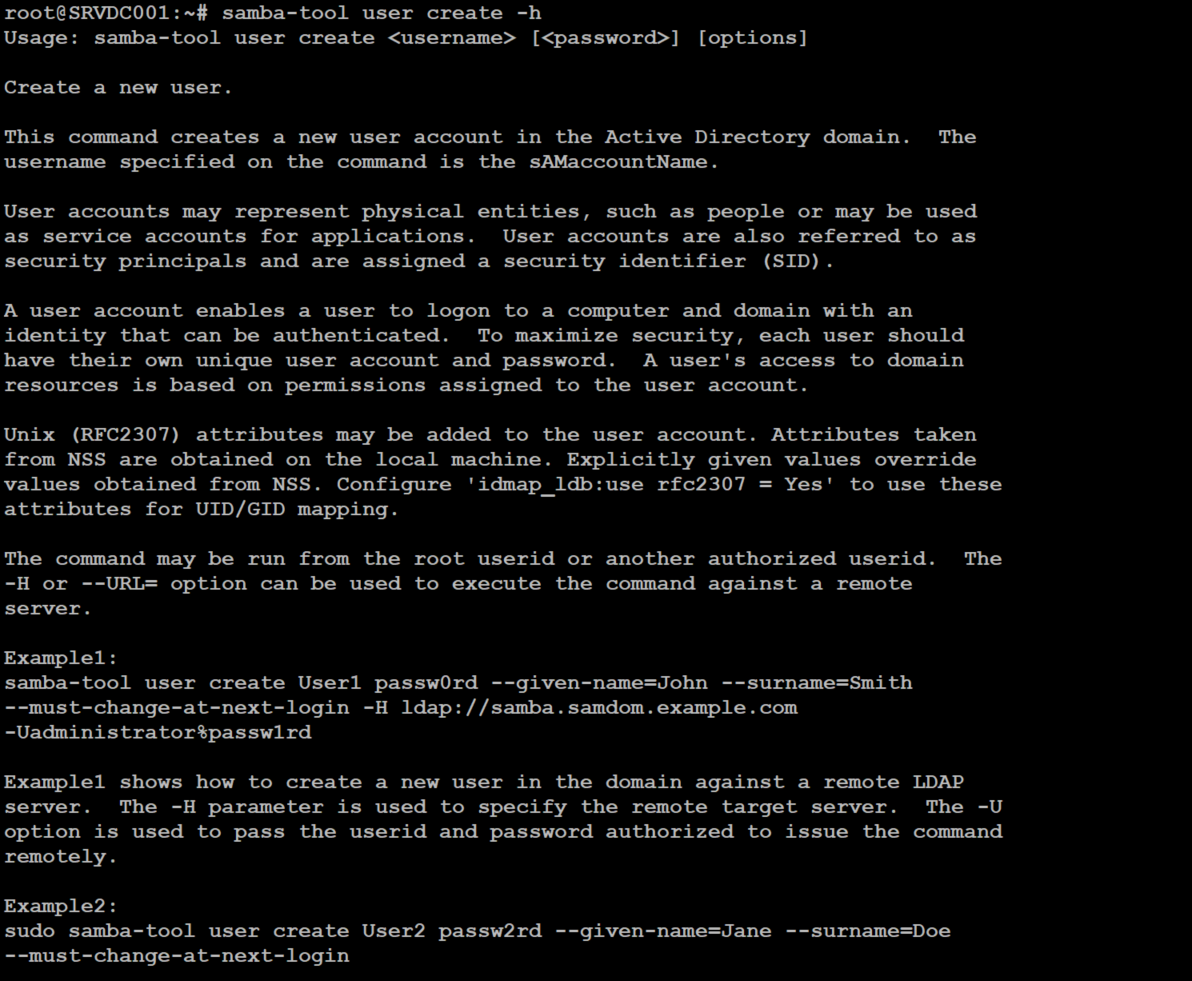 root@SRVDC001:~# samba-tool user create -h
Usage: samba-tool user create <username> [<password>] [options]
Create a new user.
This command creates a new user account in the Active Directory domain.  The
username specified on the command is the sAMaccountName.
User accounts may represent physical entities, such as people or may be used
as service accounts for applications.  User accounts are also referred to as
security principals and are assigned a security identifier (SID).
A user account enables a user to logon to a computer and domain with an
identity that can be authenticated.  To maximize security, each user should
have their own unique user account and password.  A user's access to domain
resources is based on permissions assigned to the user account.
Unix (RFC2307) attributes may be added to the user account. Attributes taken
from NSS are obtained on the local machine. Explicitly given values override
values obtained from NSS. Configure 'idmap_ldb:use rfc2307 = Yes' to use these
attributes for UID/GID mapping.
The command may be run from the root userid or another authorized userid.  The
-H or --URL= option can be used to execute the command against a remote
server.
Example1:
samba-tool user create User1 passw0rd --given-name=John --surname=Smith
--must-change-at-next-login -H ldap://samba.samdom.example.com
-Uadministrator%passw1rd
Example1 shows how to create a new user in the domain against a remote LDAP
server.  The -H parameter is used to specify the remote target server.  The -U
option is used to pass the userid and password authorized to issue the command
remotely.
Example2:
sudo samba-tool user create User2 passw2rd --given-name=Jane --surname=Doe
--must-change-at-next-login